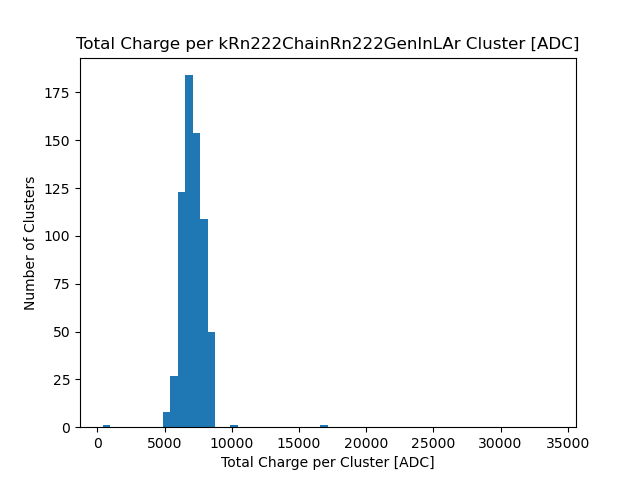 Total Charge per kRn222ChainRn222GenInLAr Cluster [ADC]
175
150
125
100
75
50
25
0
Number of Clusters
0 5000 10000 15000 20000 25000 30000 35000
Total Charge per Cluster [ADC]